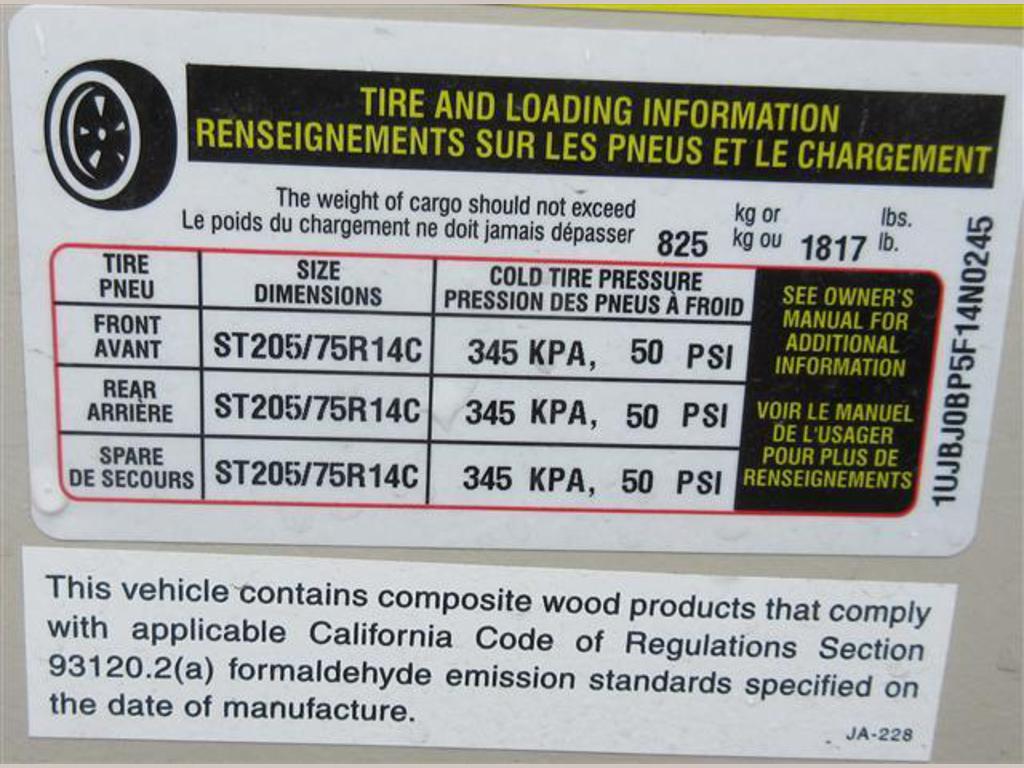 TIRE AND LOADING INFORMATION
RENSEIGNEMENTS SUR LES PNEUS ET LE CHARGEMENT
The weight of cargo should not exceed
Le poids du chargement ne doit jamais dépasser
825 kg or
kg ou
1817 lbs.
lb.
TIRE
PNEU
SIZE
DIMENSIONS
COLD TIRE PRESSURE
PRESSION DES PNEUS À FROID
FRONT
AVANT
ST205/75R14C
345 KPA, 50 PSI
REAR
ARRIÈRE
ST205/75R14C
345 KPA, 50 PSI
SPARE
DE SECOURS
ST205/75R14C
345 KPA, 50 PSI
SEE OWNER'S
MANUAL FOR
ADDITIONAL
INFORMATION
VOIR LE MANUEL
DE L'USAGER
POUR PLUS DE
RENSEIGNEMENTS
1UJBJ0BP5F14N0245
This vehicle contains composite wood products that comply
with applicable California Code of Regulations Section
93120.2(a) formaldehyde emission standards specified on
the date of manufacture.
JA-228